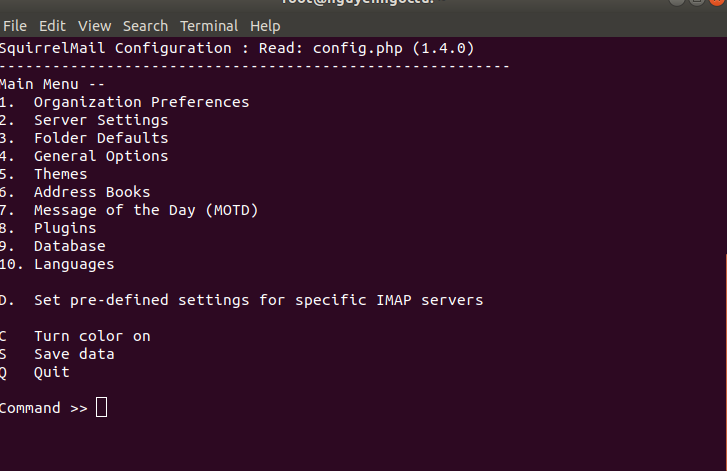 File Edit View Search Terminal Help
SquirrelMail Configuration : Read: config.php (1.4.0)
---------------------------------------------------------
Main Menu --
1.  Organization Preferences
2.  Server Settings
3.  Folder Defaults
4.  General Options
5.  Themes
6.  Address Books
7.  Message of the Day (MOTD)
8.  Plugins
9.  Database
10. Languages
D.  Set pre-defined settings for specific IMAP servers
C   Turn color on
S   Save data
Q   Quit
Command >>